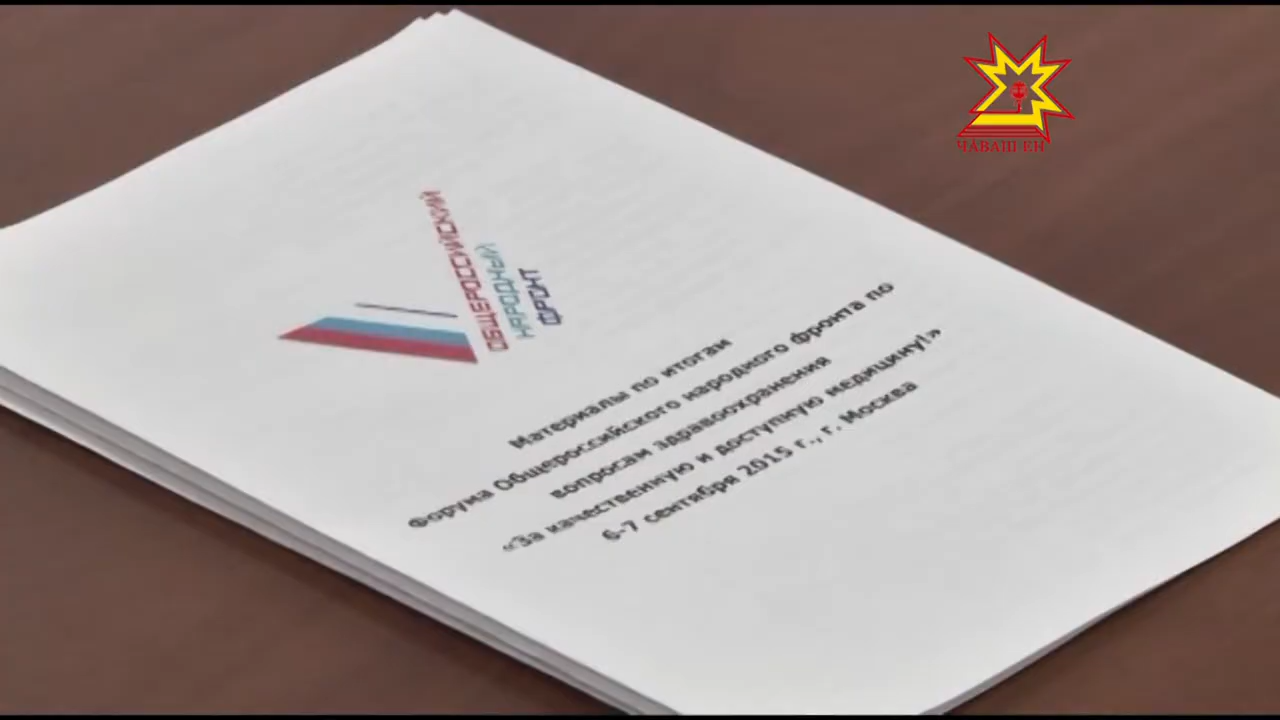 ЧĂВАШ ЕН
ОБЩЕРОССИЙСКИЙ
НАРОДНЫЙ
ФРОНТ
Материалы по итогам
Форума Общероссийского народного фронта по
вопросам здравоохранения
«За качественную и доступную медицину!»
6-7 сентября 2015 г., г. Москва